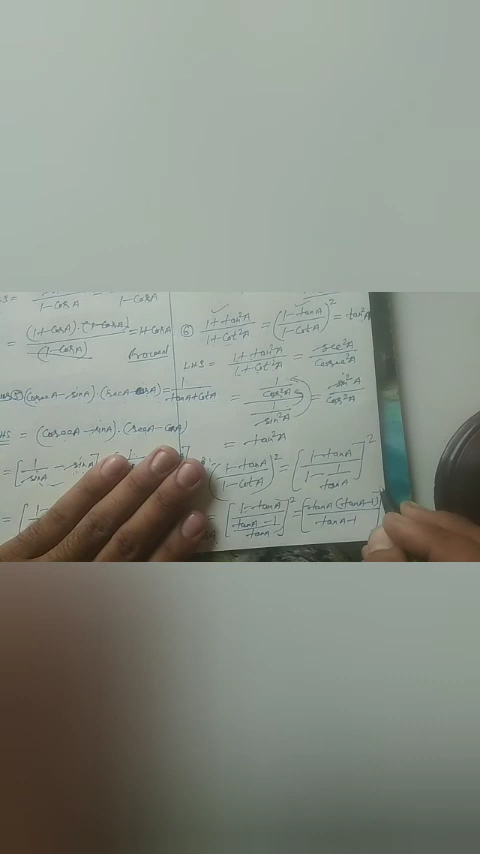 1-CosA 1-CosA
= (1+CosA).(1-CosA) / (1-CosA) = 1+CosA
Proved
(CosecA-sinA).(secA-CosA) = 1 / tanA+CotA
LHS = (CosecA-sinA).(secA-CosA)
= [1/sinA - sinA]
⑥ 1+tan²A / 1+Cot²A = (1-tanA / 1-CotA)² = tan²A
LHS = 1+tan²A / 1+Cot²A = sec²A / Cosec²A
= 1/Cos²A / 1/sin²A = sin²A / Cos²A
= tan²A
(1-tanA / 1-CotA)² = [1-tanA / 1 - 1/tanA]²
= [1-tanA / tanA-1/tanA]² = [tanA(tanA-1) / tanA-1]